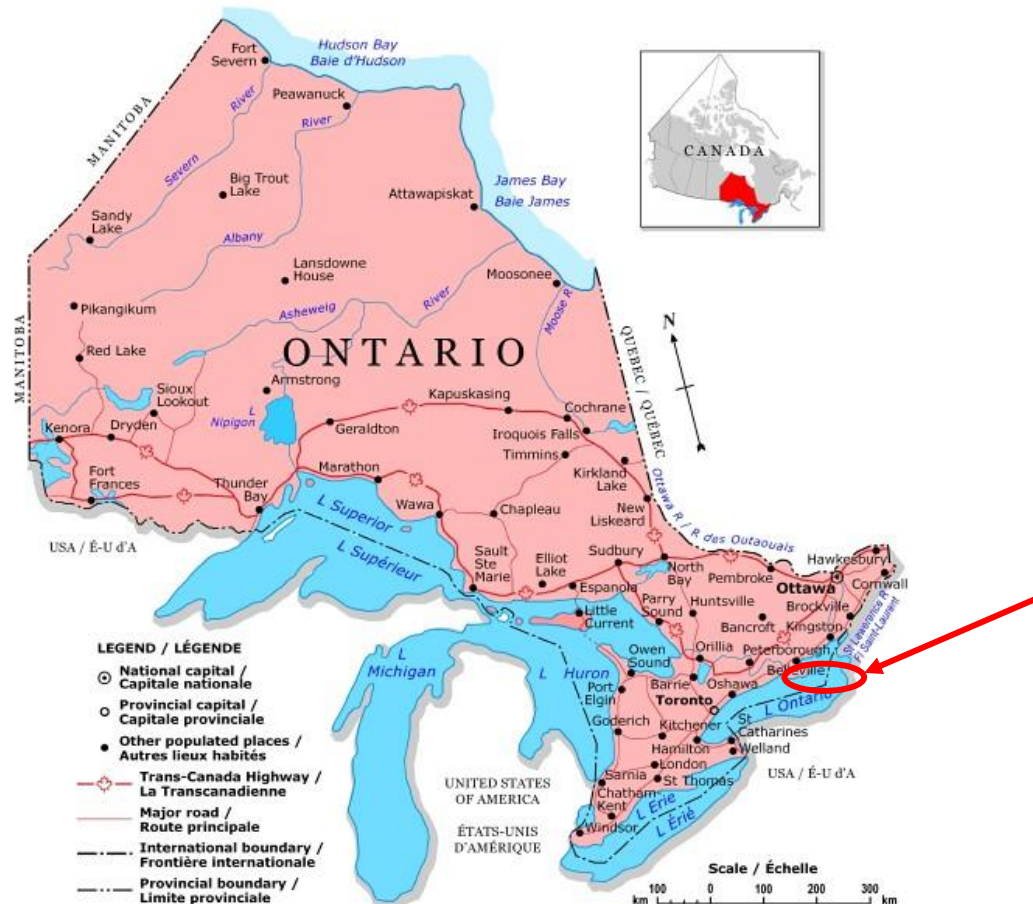 Hudson Bay
Baie d'Hudson
Fort
Severn
Peawanuck
River
River
MANITOBA
Severn
Big Trout
Lake
James Bay
Baie James
Attawapiskat
CANADA
Sandy
Lake
Albany
Lansdowne
House
Moosonee
River
Asheweig
Moose R
Pikangikum
MANITOBA
Red Lake
ONTARIO
N
QUEBEC / QUÉBEC
Armstrong
Sioux
Lookout
L
Nipigon
Kapuskasing
Cochrane
Kenora
Dryden
Geraldton
Iroquois Falls
Timmins
Fort
Frances
Thunder
Bay
Marathon
Kirkland
Lake
Wawa
Chapleau
New
Liskeard
Ottawa R / R des Outaouais
USA / É-U d'A
L Superior
L Supérieur
Sault
Ste
Marie
Elliot
Lake
Sudbury
Espanola
North
Bay
Pembroke
Hawkesbury
Ottawa
Cornwall
Parry
Sound
Huntsville
Brockville
Little
Current
Bancroft
Kingston
St Lawerence R
Fl Saint-Laurent
Owen
Sound
Orillia
Peterborough
Belleville
L
Michigan
L Huron
Port
Elgin
Barrie
Oshawa
Toronto
L Ontario
Goderich
Kitchener
St
Catharines
Hamilton
Welland
London
Sarnia
St Thomas
USA / É-U d'A
Chatham
Kent
L Erie
L Érié
Windsor
UNITED STATES
OF AMERICA
ÉTATS-UNIS
D'AMÉRIQUE
LEGEND / LÉGENDE
National capital /
Capitale nationale
Provincial capital /
Capitale provinciale
Other populated places /
Autres lieux habités
Trans-Canada Highway /
La Transcanadienne
Major road /
Route principale
International boundary /
Frontière internationale
Provincial boundary /
Limite provinciale
Scale / Échelle
100 0 100 200 300
km km